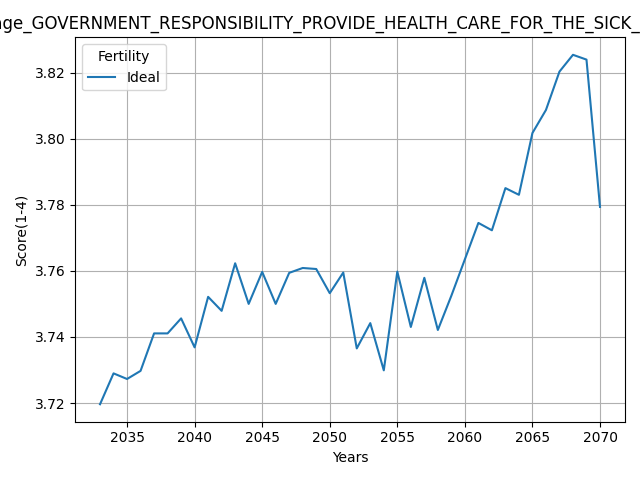 GOVERNMENT_RESPONSIBILITY_PROVIDE_HEALTH_CARE_FOR_THE_SICK_
Fertility
Ideal
3.82
3.80
3.78
3.76
3.74
3.72
Score(1-4)
2035 2040 2045 2050 2055 2060 2065 2070
Years